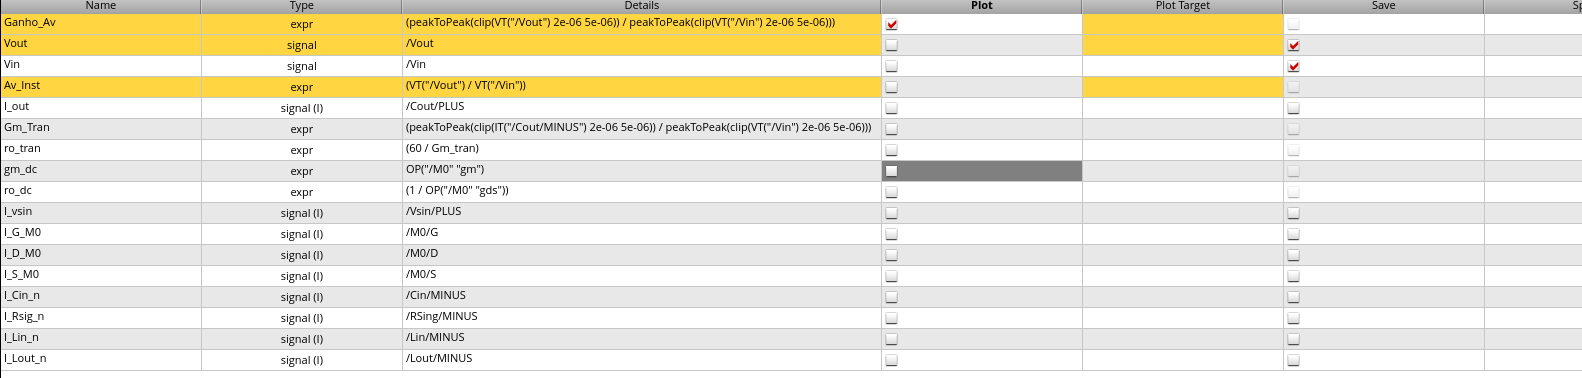 Name Type Details Plot Plot Target Save Sp
Ganho_Av expr (peakToPeak(clip(VT("/Vout") 2e-06 5e-06)) / peakToPeak(clip(VT("/Vin") 2e-06 5e-06)))
Vout signal /Vout
Vin signal /Vin
Av_Inst expr (VT("/Vout") / VT("/Vin"))
I_out signal (I) /Cout/PLUS
Gm_Tran expr (peakToPeak(clip(IT("/Cout/MINUS") 2e-06 5e-06)) / peakToPeak(clip(VT("/Vin") 2e-06 5e-06)))
ro_tran expr (60 / Gm_tran)
gm_dc expr OP("/M0" "gm")
ro_dc expr (1 / OP("/M0" "gds"))
I_vsin signal (I) /Vsin/PLUS
I_G_M0 signal (I) /M0/G
I_D_M0 signal (I) /M0/D
I_S_M0 signal (I) /M0/S
I_Cin_n signal (I) /Cin/MINUS
I_Rsig_n signal (I) /RSing/MINUS
I_Lin_n signal (I) /Lin/MINUS
I_Lout_n signal (I) /Lout/MINUS